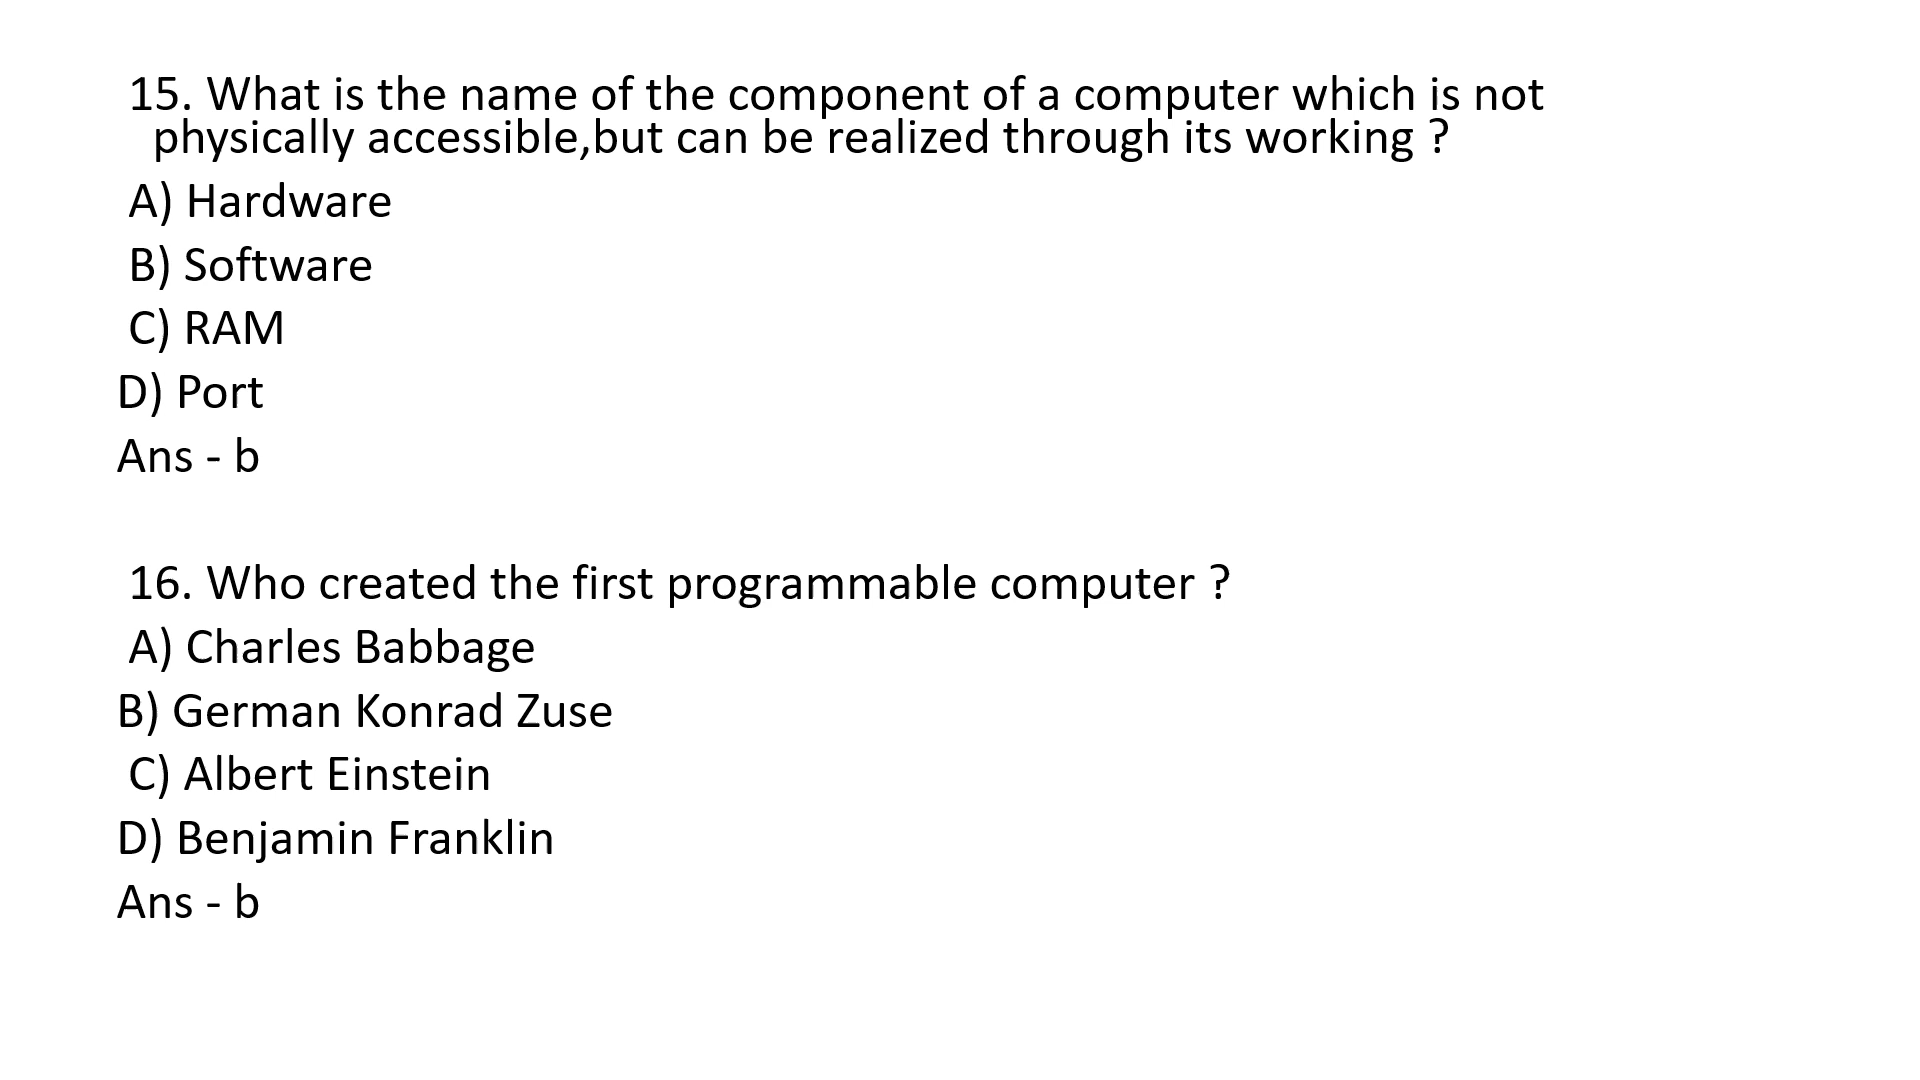 15. What is the name of the component of a computer which is not
physically accessible,but can be realized through its working ?
A) Hardware
B) Software
C) RAM
D) Port
Ans - b
16. Who created the first programmable computer ?
A) Charles Babbage
B) German Konrad Zuse
C) Albert Einstein
D) Benjamin Franklin
Ans - b